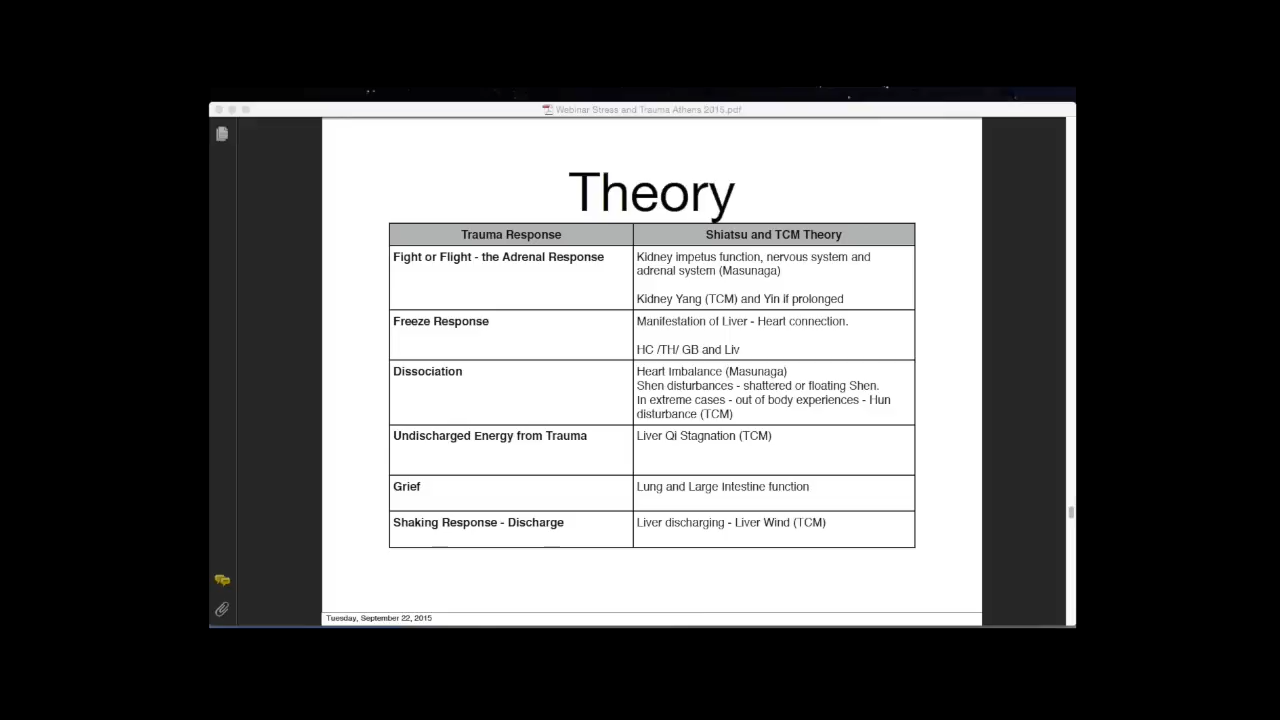 Webinar Stress and Trauma Athens 2015.pdf
Theory
Trauma Response
Shiatsu and TCM Theory
Fight or Flight - the Adrenal Response
Kidney impetus function, nervous system and
adrenal system (Masunaga)
Kidney Yang (TCM) and Yin if prolonged
Freeze Response
Manifestation of Liver - Heart connection.
HC /TH/ GB and Liv
Dissociation
Heart Imbalance (Masunaga)
Shen disturbances - shattered or floating Shen.
In extreme cases - out of body experiences - Hun
disturbance (TCM)
Undischarged Energy from Trauma
Liver Qi Stagnation (TCM)
Grief
Lung and Large Intestine function
Shaking Response - Discharge
Liver discharging - Liver Wind (TCM)
Tuesday, September 22, 2015